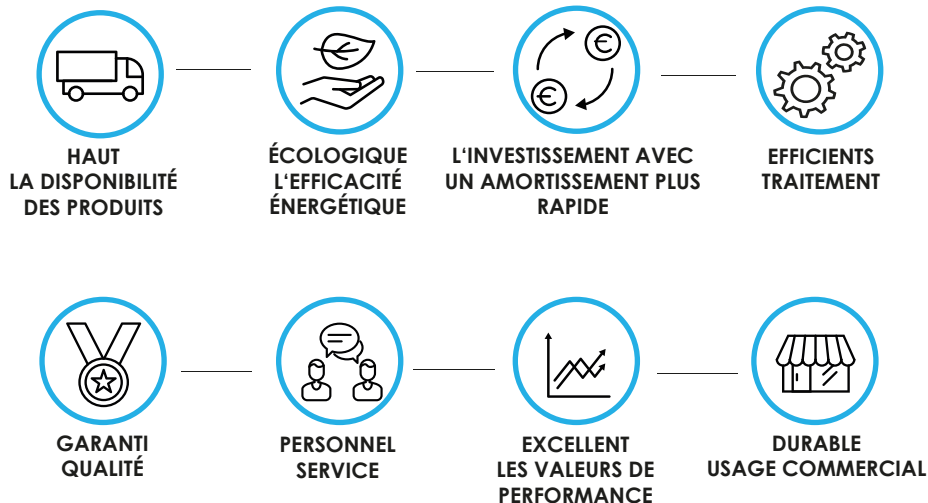 HAUT
LA DISPONIBILITÉ
DES PRODUITS
ÉCOLOGIQUE
L‘EFFICACITÉ
ÉNERGÉTIQUE
L‘INVESTISSEMENT AVEC
UN AMORTISSEMENT PLUS
RAPIDE
EFFICIENTS
TRAITEMENT
GARANTI
QUALITÉ
PERSONNEL
SERVICE
EXCELLENT
LES VALEURS DE
PERFORMANCE
DURABLE
USAGE COMMERCIAL